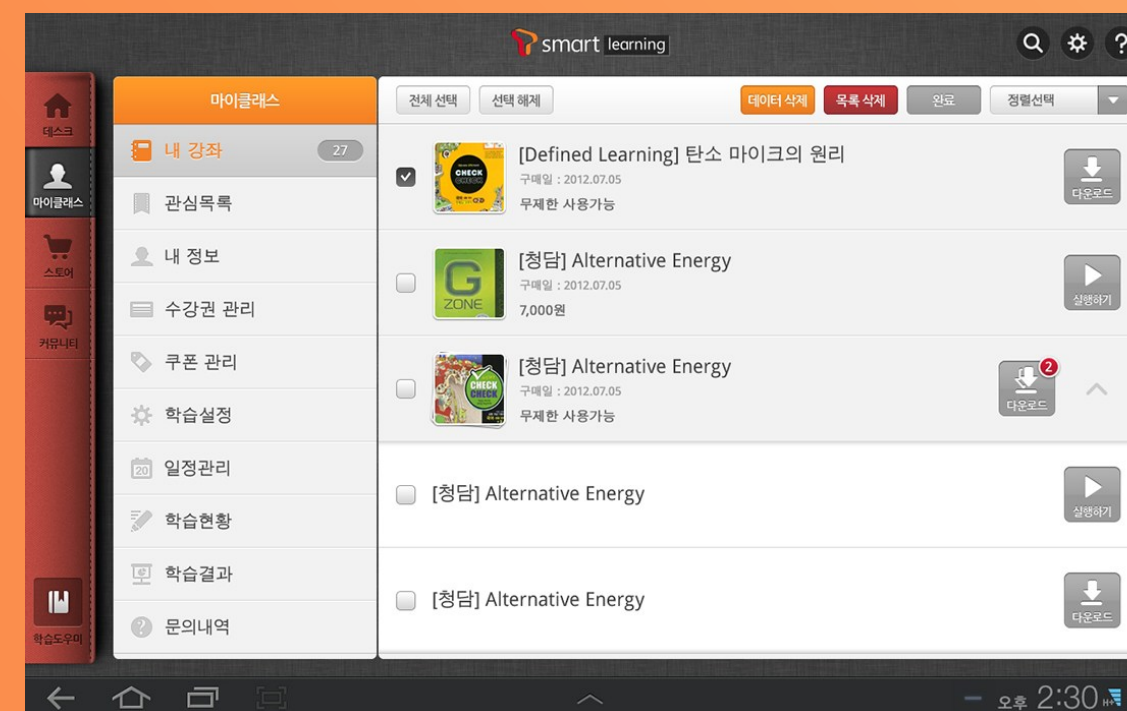 smart learning
?
데스크
마이클래스
스토어
커뮤니티
학습도우미
마이클래스
내 강좌 27
관심목록
내 정보
수강권 관리
쿠폰 관리
학습설정
20 일정관리
학습현황
학습결과
? 문의내역
전체 선택 선택 해제 데이터 삭제 목록 삭제 완료 정렬선택
CHECK
CHECK
[Defined Learning] 탄소 마이크의 원리
구매일 : 2012.07.05
무제한 사용가능
다운로드
G
ZONE
[청담] Alternative Energy
구매일 : 2012.07.05
7,000원
실행하기
CHECK
CHECK
[청담] Alternative Energy
구매일 : 2012.07.05
무제한 사용가능
2
다운로드
[청담] Alternative Energy
실행하기
[청담] Alternative Energy
다운로드
오후 2:30 H+